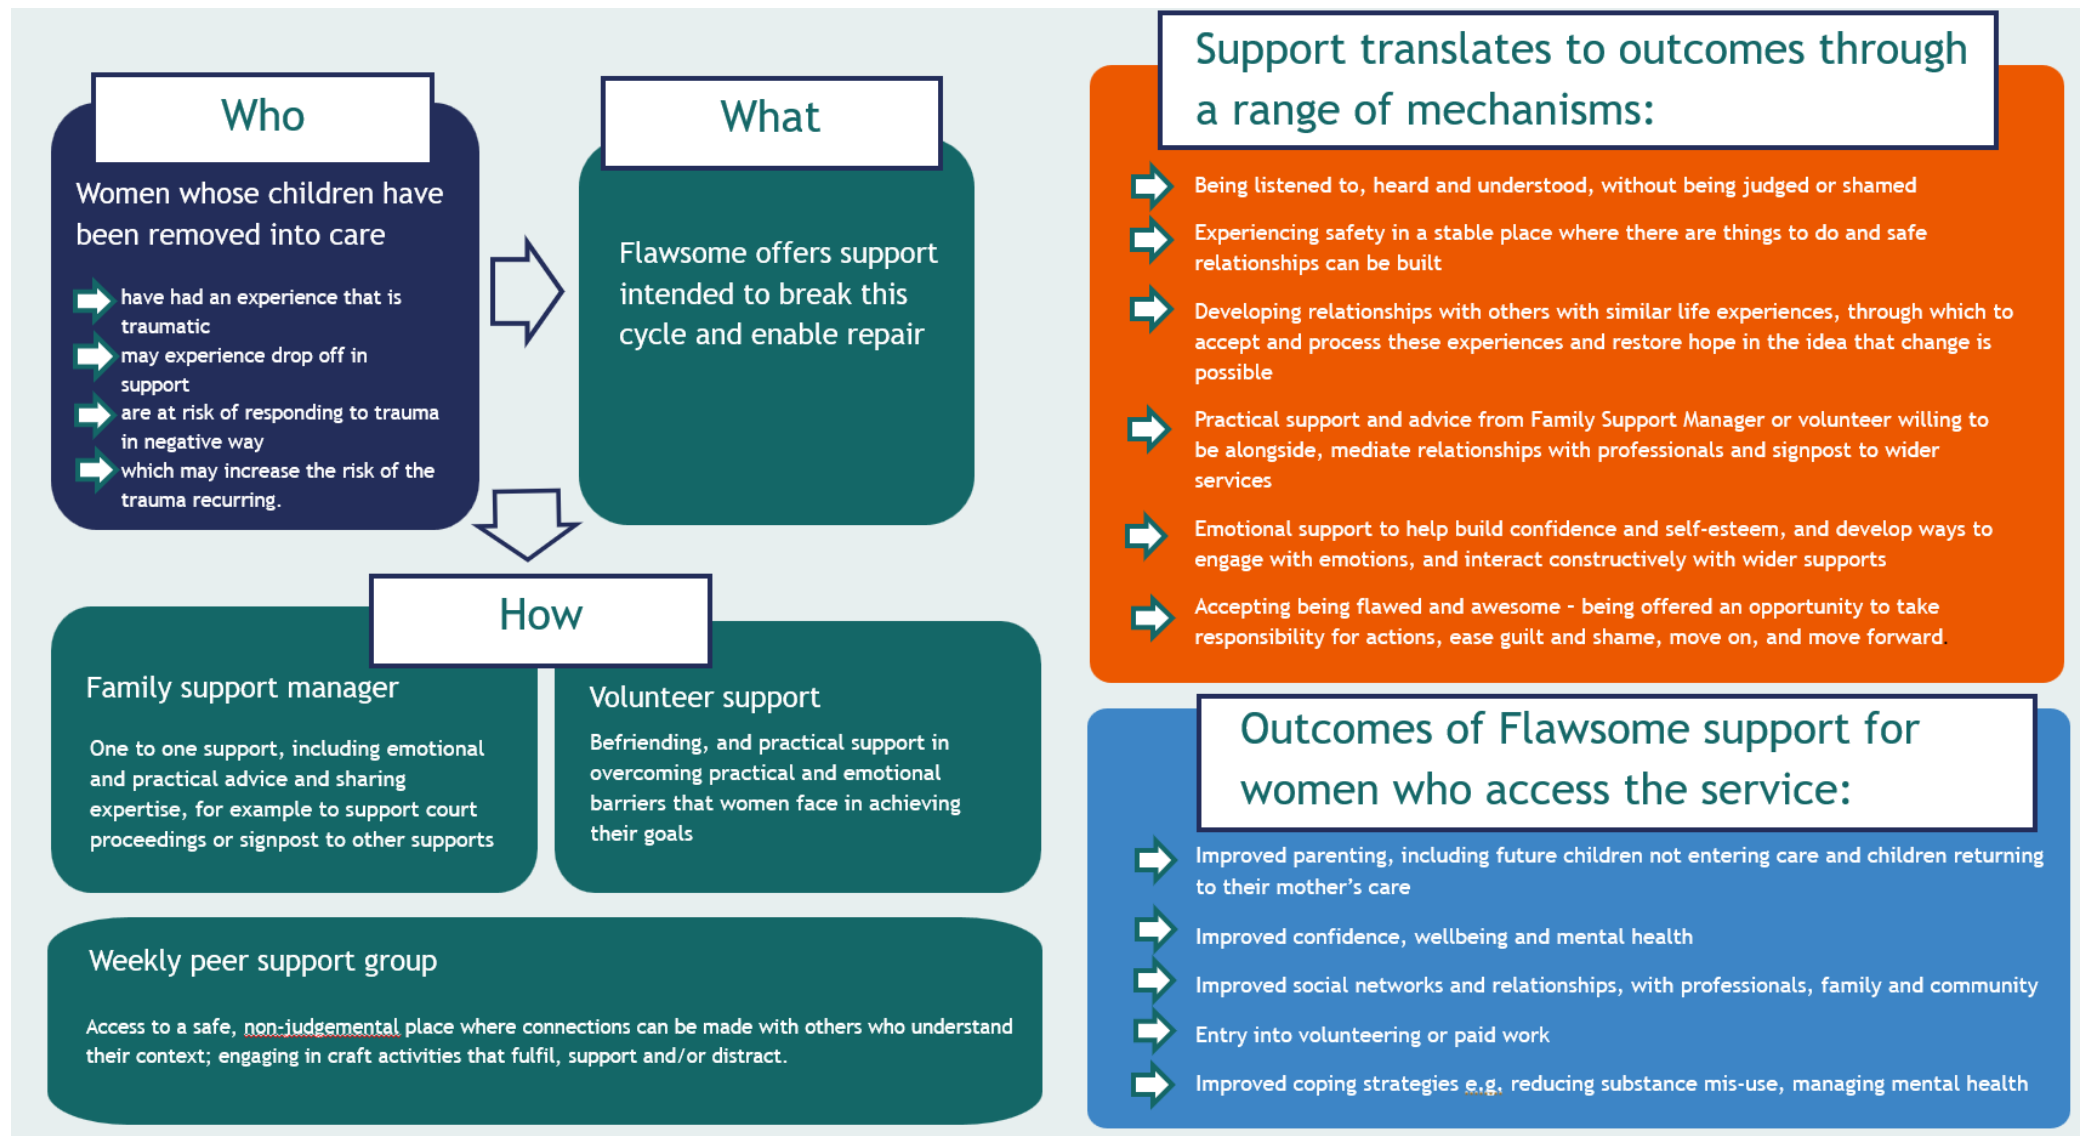 Who
Women whose children have
been removed into care
have had an experience that is
traumatic
may experience drop off in
support
are at risk of responding to trauma
in negative way
which may increase the risk of the
trauma recurring.
What
Flawsome offers support
intended to break this
cycle and enable repair
How
Family support manager
One to one support, including emotional
and practical advice and sharing
expertise, for example to support court
proceedings or signpost to other supports
Volunteer support
Befriending, and practical support in
overcoming practical and emotional
barriers that women face in achieving
their goals
Weekly peer support group
Access to a safe, non-judgemental place where connections can be made with others who understand
their context; engaging in craft activities that fulfil, support and/or distract.
Support translates to outcomes through
a range of mechanisms:
Being listened to, heard and understood, without being judged or shamed
Experiencing safety in a stable place where there are things to do and safe
relationships can be built
Developing relationships with others with similar life experiences, through which to
accept and process these experiences and restore hope in the idea that change is
possible
Practical support and advice from Family Support Manager or volunteer willing to
be alongside, mediate relationships with professionals and signpost to wider
services
Emotional support to help build confidence and self-esteem, and develop ways to
engage with emotions, and interact constructively with wider supports
Accepting being flawed and awesome - being offered an opportunity to take
responsibility for actions, ease guilt and shame, move on, and move forward.
Outcomes of Flawsome support for
women who access the service:
Improved parenting, including future children not entering care and children returning
to their mother’s care
Improved confidence, wellbeing and mental health
Improved social networks and relationships, with professionals, family and community
Entry into volunteering or paid work
Improved coping strategies e.g. reducing substance mis-use, managing mental health